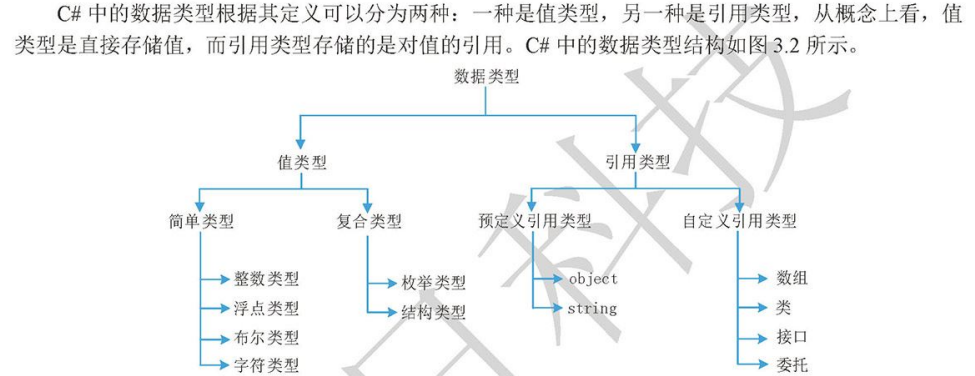 C# 中的数据类型根据其定义可以分为两种：一种是值类型，另一种是引用类型，从概念上看，值
类型是直接存储值，而引用类型存储的是对值的引用。C# 中的数据类型结构如图 3.2 所示。
数据类型
值类型 引用类型
简单类型 复合类型 预定义引用类型 自定义引用类型
整数类型 枚举类型 object 数组
浮点类型 结构类型 string 类
布尔类型 接口
字符类型 委托
日科技